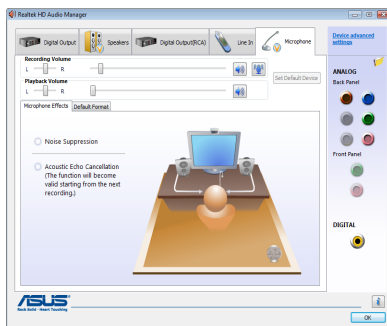 Realtek HD Audio Manager
Digital Output
Speakers
Digital Output(RCA)
Line In
Microphone
Device advanced
settings
Recording Volume
L
R
Set Default Device
Playback Volume
L
R
Microphone Effects
Default Format
Noise Suppression
Acoustic Echo Cancellation
(The function will become
valid starting from the next
recording.)
ANALOG
Back Panel
Front Panel
DIGITAL
ASUS
Rock Solid · Heart Touching
OK